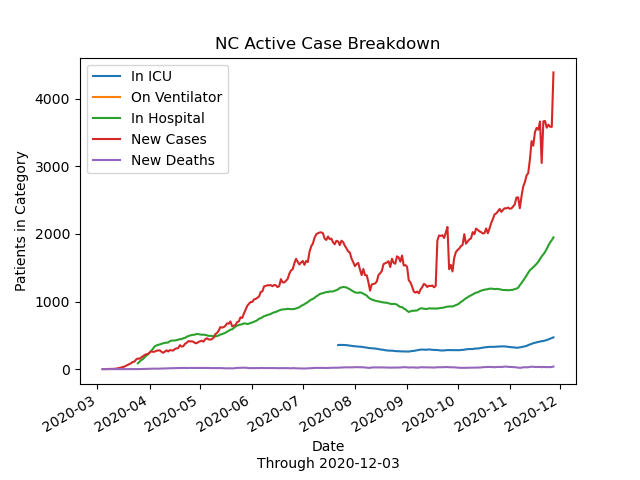 NC Active Case Breakdown
In ICU
On Ventilator
In Hospital
New Cases
New Deaths
Patients in Category
4000
3000
2000
1000
0
2020-03
2020-04
2020-05
2020-06
2020-07
2020-08
2020-09
2020-10
2020-11
2020-12
Date
Through 2020-12-03